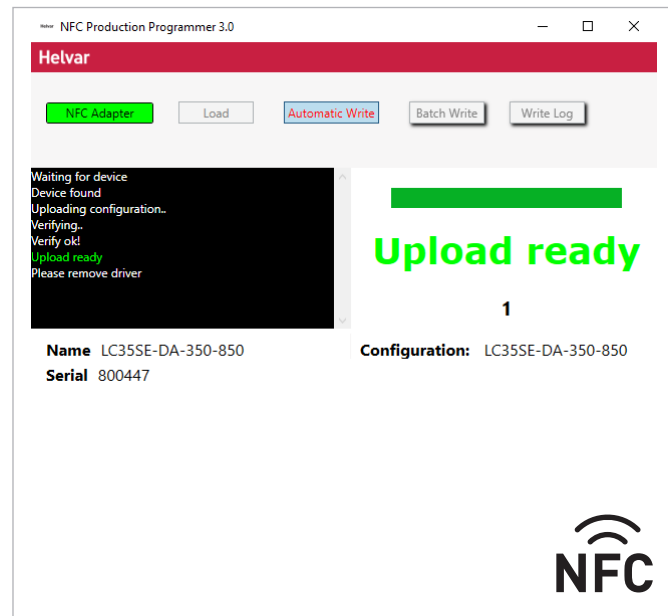 Helvar NFC Production Programmer 3.0
Helvar
NFC Adapter Load Automatic Write Batch Write Write Log
Waiting for device
Device found
Uploading configuration..
Verifying..
Verify ok!
Upload ready
Please remove driver
Upload ready
1
Name LC35SE-DA-350-850
Serial 800447
Configuration: LC35SE-DA-350-850
NFC